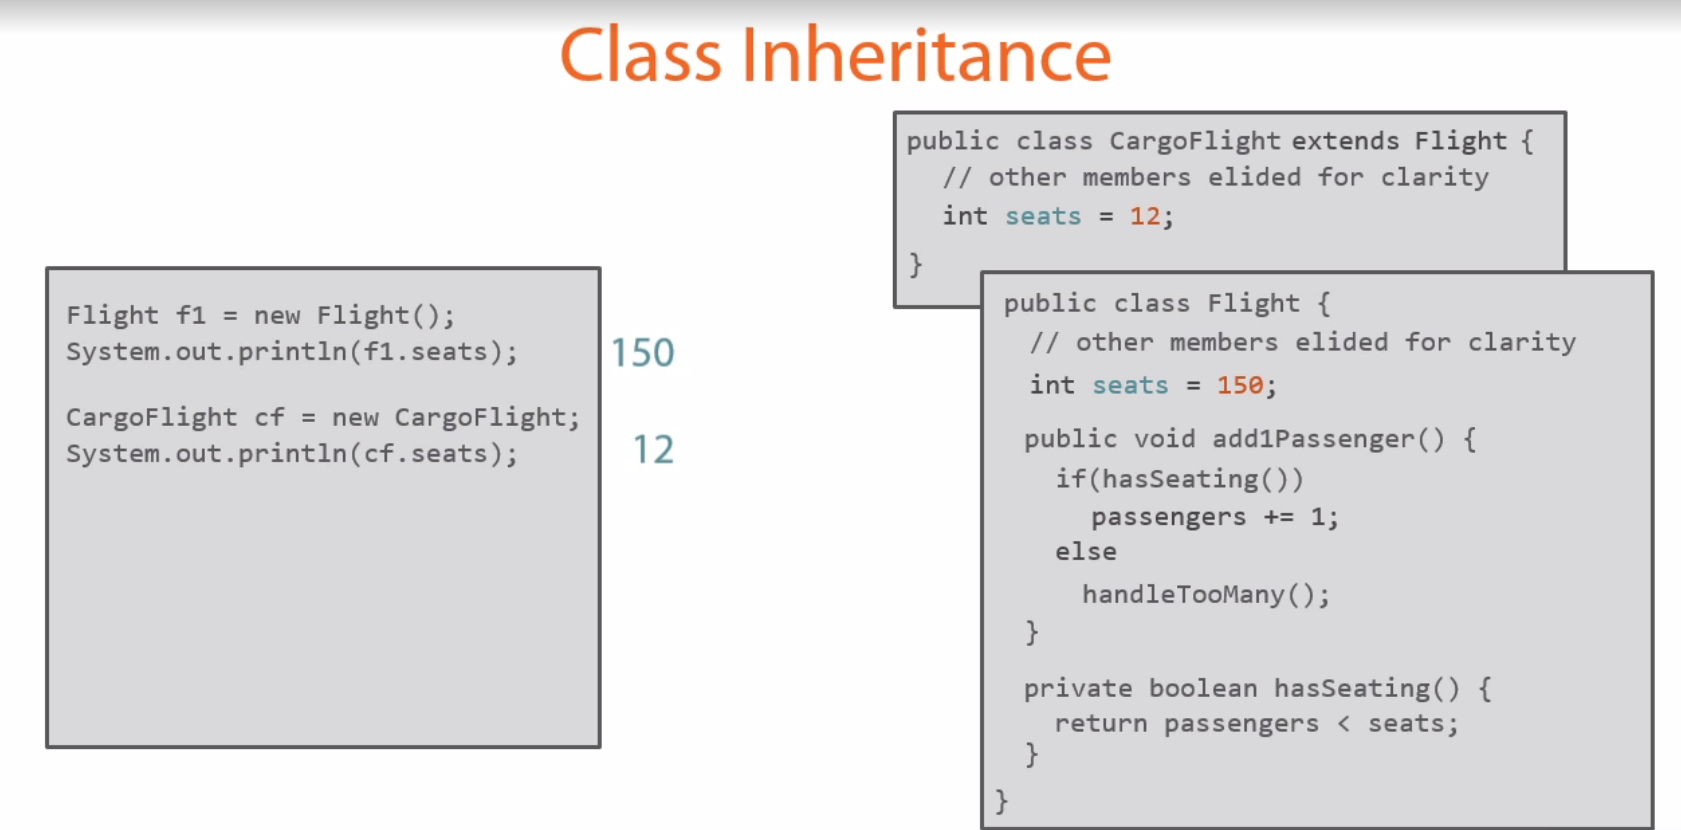 Class Inheritance
Flight f1 = new Flight();
System.out.println(f1.seats);
150
CargoFlight cf = new CargoFlight;
System.out.println(cf.seats);
12
public class CargoFlight extends Flight {
// other members elided for clarity
int seats = 12;
}
public class Flight {
// other members elided for clarity
int seats = 150;
public void add1Passenger() {
if(hasSeating())
passengers += 1;
else
handleTooMany();
}
private boolean hasSeating() {
return passengers < seats;
}
}